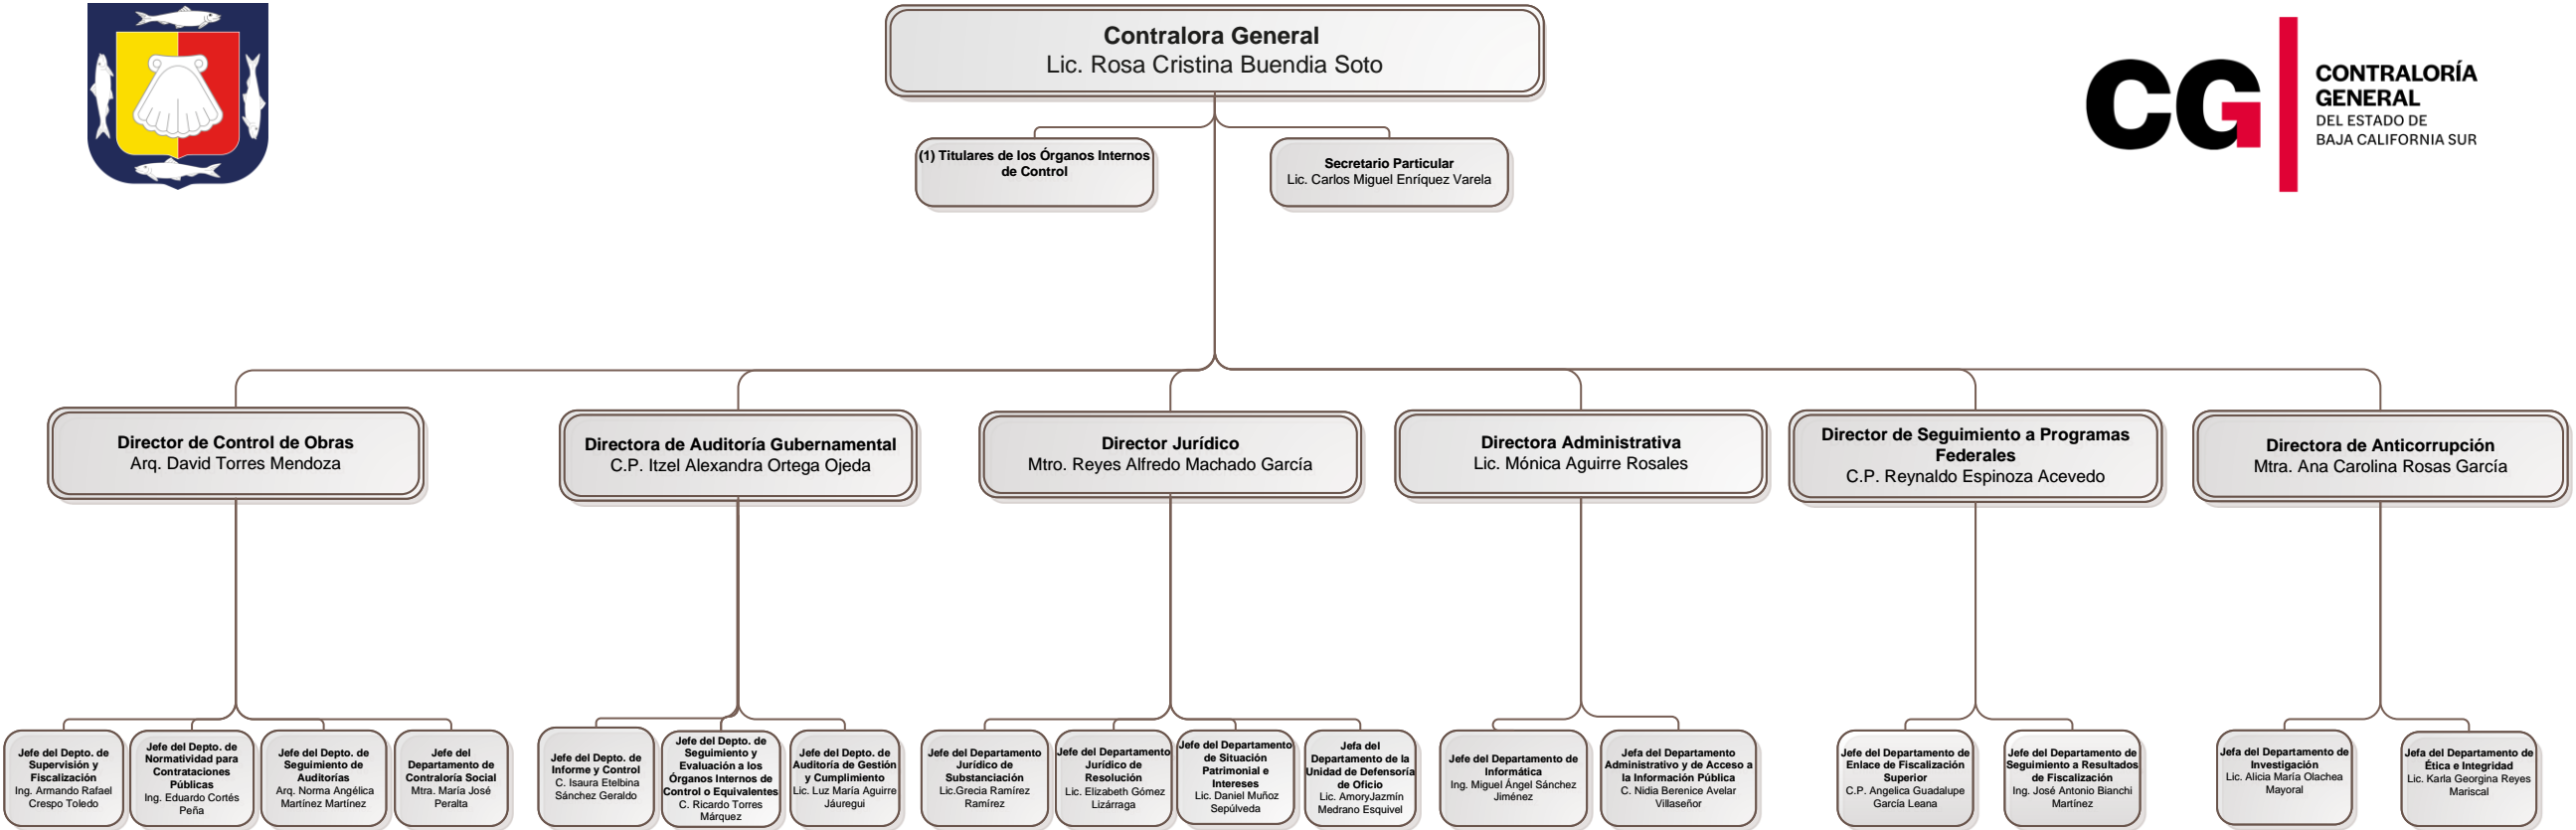 Contralora General
Lic. Rosa Cristina Buendia Soto
CG
CONTRALORÍA
GENERAL
DEL ESTADO DE
BAJA CALIFORNIA SUR
(1) Titulares de los Órganos Internos
de Control
Secretario Particular
Lic. Carlos Miguel Enríquez Varela
Director de Control de Obras
Arq. David Torres Mendoza
Directora de Auditoría Gubernamental
C.P. Itzel Alexandra Ortega Ojeda
Director Jurídico
Mtro. Reyes Alfredo Machado García
Directora Administrativa
Lic. Mónica Aguirre Rosales
Director de Seguimiento a Programas
Federales
C.P. Reynaldo Espinoza Acevedo
Directora de Anticorrupción
Mtra. Ana Carolina Rosas García
Jefe del Depto. de
Supervisión y
Fiscalización
Ing. Armando Rafael
Crespo Toledo
Jefe del Depto. de
Normatividad para
Contrataciones
Públicas
Ing. Eduardo Cortés
Peña
Jefe del Depto. de
Seguimiento de
Auditorías
Arq. Norma Angélica
Martínez Martínez
Jefe del
Departamento de
Contraloría Social
Mtra. María José
Peralta
Jefe del Depto. de
Informe y Control
C. Isaura Etelbina
Sánchez Geraldo
Jefe del Depto. de
Seguimiento y
Evaluación a los
Órganos Internos de
Control o Equivalentes
C. Ricardo Torres
Márquez
Jefe del Depto. de
Auditoría de Gestión
y Cumplimiento
Lic. Luz María Aguirre
Jáuregui
Jefe del Departamento
Jurídico de
Substanciación
Lic.Grecia Ramírez
Ramírez
Jefe del Departamento
Jurídico de
Resolución
Lic. Elizabeth Gómez
Lizárraga
Jefe del Departamento
de Situación
Patrimonial e
Intereses
Lic. Daniel Muñoz
Sepúlveda
Jefa del
Departamento de la
Unidad de Defensoría
de Oficio
Lic. AmoryJazmín
Medrano Esquivel
Jefe del Departamento de
Informática
Ing. Miguel Ángel Sánchez
Jiménez
Jefa del Departamento
Administrativo y de Acceso a
la Información Pública
C. Nidia Berenice Avelar
Villaseñor
Jefe del Departamento de
Enlace de Fiscalización
Superior
C.P. Angelica Guadalupe
García Leana
Jefe del Departamento de
Seguimiento a Resultados
de Fiscalización
Ing. José Antonio Bianchi
Martínez
Jefa del Departamento de
Investigación
Lic. Alicia María Olachea
Mayoral
Jefa del Departamento de
Ética e Integridad
Lic. Karla Georgina Reyes
Mariscal